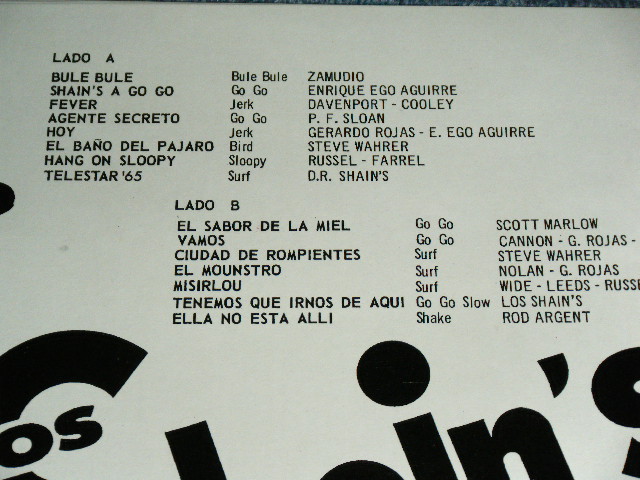 LADO A
BULE BULE Bule Bule ZAMUDIO
SHAIN'S A GO GO Go Go ENRIQUE EGO AGUIRRE
FEVER Jerk DAVENPORT - COOLEY
AGENTE SECRETO Go Go P. F. SLOAN
HOY Jerk GERARDO ROJAS - E. EGO AGUIRRE
EL BAÑO DEL PAJARO Bird STEVE WAHRER
HANG ON SLOOPY Sloopy RUSSEL - FARREL
TELESTAR '65 Surf D.R. SHAIN'S
LADO B
EL SABOR DE LA MIEL Go Go SCOTT MARLOW
VAMOS Go Go CANNON - G. ROJAS -
CIUDAD DE ROMPIENTES Surf STEVE WAHRER
EL MOUNSTRO Surf NOLAN - G. ROJAS
MISIRLOU Surf WIDE - LEEDS - RUSSE
TENEMOS QUE IRNOS DE AQUI Go Go Slow LOS SHAIN'S
ELLA NO ESTA ALLI Shake ROD ARGENT
os
hain's